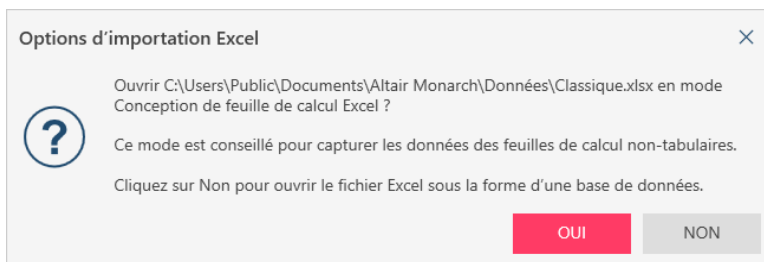 Options d’importation Excel
Ouvrir C:\Users\Public\Documents\Altair Monarch\Données\Classique.xlsx en mode
Conception de feuille de calcul Excel ?
Ce mode est conseillé pour capturer les données des feuilles de calcul non-tabulaires.
Cliquez sur Non pour ouvrir le fichier Excel sous la forme d’une base de données.
OUI
NON